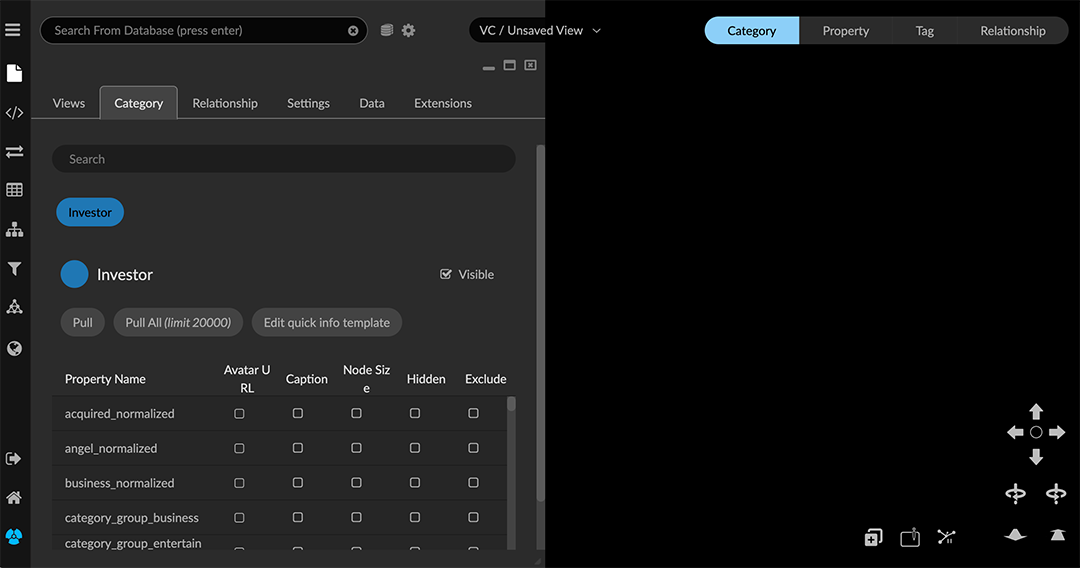 Search From Database (press enter)
VC / Unsaved View
Category Property Tag Relationship
Views Category Relationship Settings Data Extensions
Search
Investor
Investor Visible
Pull Pull All (limit 20000) Edit quick info template
Property Name Avatar U
RL Caption Node Siz
e Hidden Exclude
acquired_normalized
angel_normalized
business_normalized
category_group_business
category_group_entertain